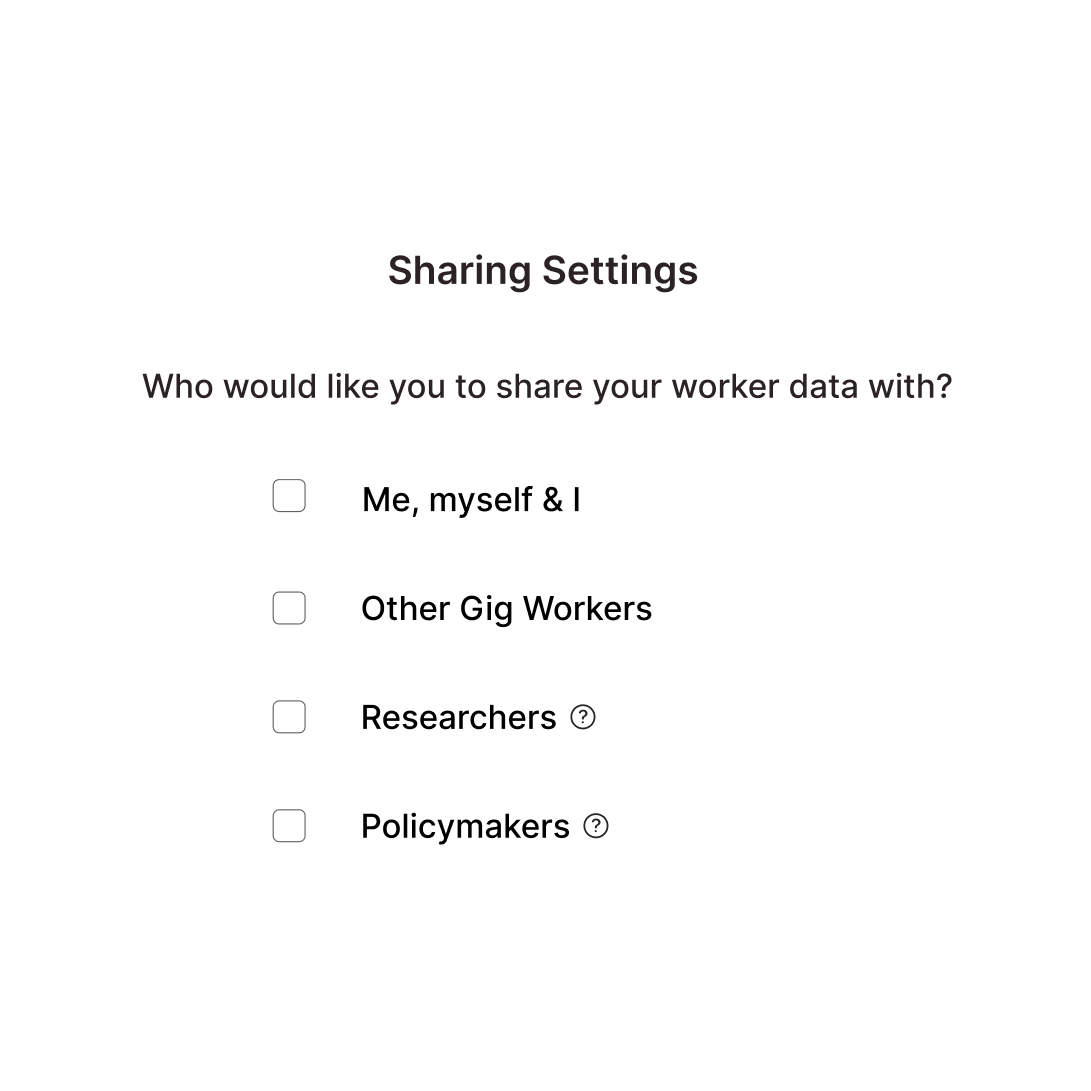 Sharing Settings
Who would like you to share your worker data with?
Me, myself & I
Other Gig Workers
Researchers ?
Policymakers ?